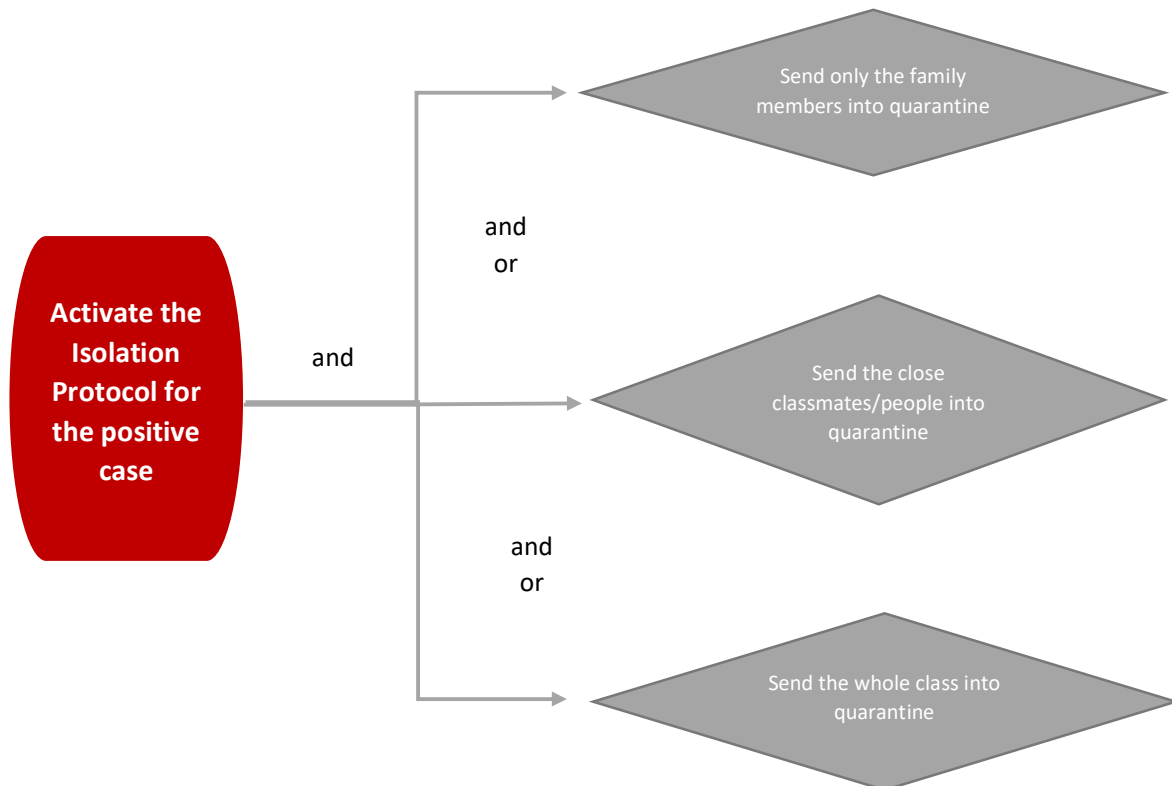 Send only the family
members into quarantine
and
or
Activate the
Isolation
Protocol for
the positive
case
and
Send the close
classmates/people into
quarantine
and
or
Send the whole class into
quarantine